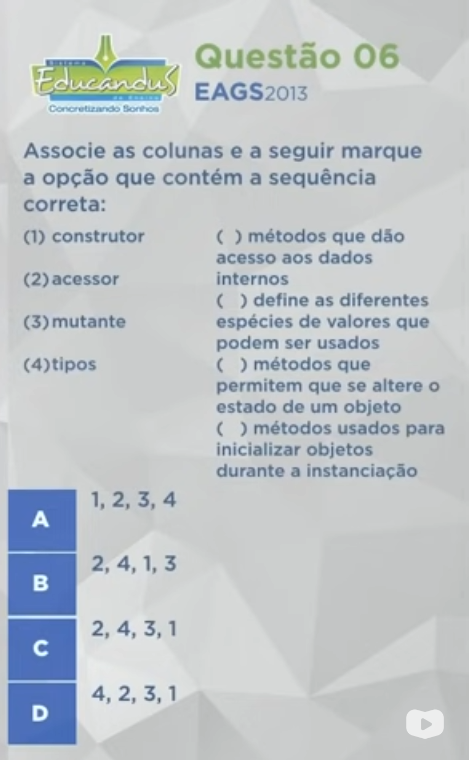 Sistema
Educandus
de Ensino
Concretizando Sonhos
Questão 06
EAGS2013
Associe as colunas e a seguir marque
a opção que contém a sequência
correta:
(1) construtor
(2) acessor
(3) mutante
(4) tipos
( ) métodos que dão
acesso aos dados
internos
( ) define as diferentes
espécies de valores que
podem ser usados
( ) métodos que
permitem que se altere o
estado de um objeto
( ) métodos usados para
inicializar objetos
durante a instanciação
A 1, 2, 3, 4
B 2, 4, 1, 3
C 2, 4, 3, 1
D 4, 2, 3, 1